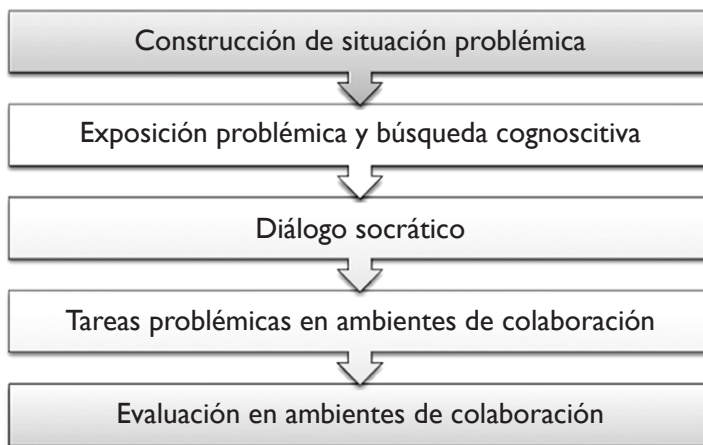 Construcción de situación problémica
Exposición problémica y búsqueda cognoscitiva
Diálogo socrático
Tareas problémicas en ambientes de colaboración
Evaluación en ambientes de colaboración